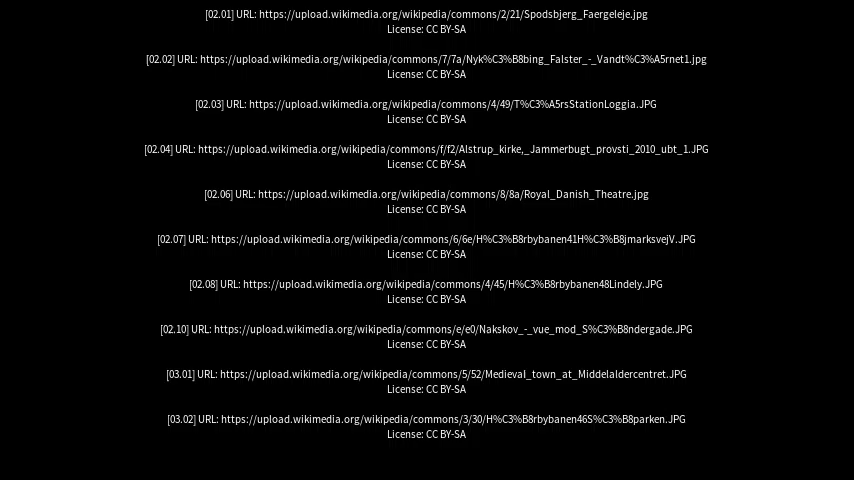 [02.01] URL: https://upload.wikimedia.org/wikipedia/commons/2/21/Spodsbjerg_Faergeleje.jpg
License: CC BY-SA
[02.02] URL: https://upload.wikimedia.org/wikipedia/commons/7/7a/Nyk%C3%B8bing_Falster_-_Vandt%C3%A5rnet1.jpg
License: CC BY-SA
[02.03] URL: https://upload.wikimedia.org/wikipedia/commons/4/49/T%C3%A5rsStationLoggia.JPG
License: CC BY-SA
[02.04] URL: https://upload.wikimedia.org/wikipedia/commons/f/f2/Alstrup_kirke,_Jammerbugt_provsti_2010_ubt_1.JPG
License: CC BY-SA
[02.06] URL: https://upload.wikimedia.org/wikipedia/commons/8/8a/Royal_Danish_Theatre.jpg
License: CC BY-SA
[02.07] URL: https://upload.wikimedia.org/wikipedia/commons/6/6e/H%C3%B8rbybanen41H%C3%B8jmarksvejV.JPG
License: CC BY-SA
[02.08] URL: https://upload.wikimedia.org/wikipedia/commons/4/45/H%C3%B8rbybanen48Lindely.JPG
License: CC BY-SA
[02.10] URL: https://upload.wikimedia.org/wikipedia/commons/e/e0/Nakskov_-_vue_mod_S%C3%B8ndergade.JPG
License: CC BY-SA
[03.01] URL: https://upload.wikimedia.org/wikipedia/commons/5/52/Medieval_town_at_Middelaldercentret.JPG
License: CC BY-SA
[03.02] URL: https://upload.wikimedia.org/wikipedia/commons/3/30/H%C3%B8rbybanen46S%C3%B8parken.JPG
License: CC BY-SA